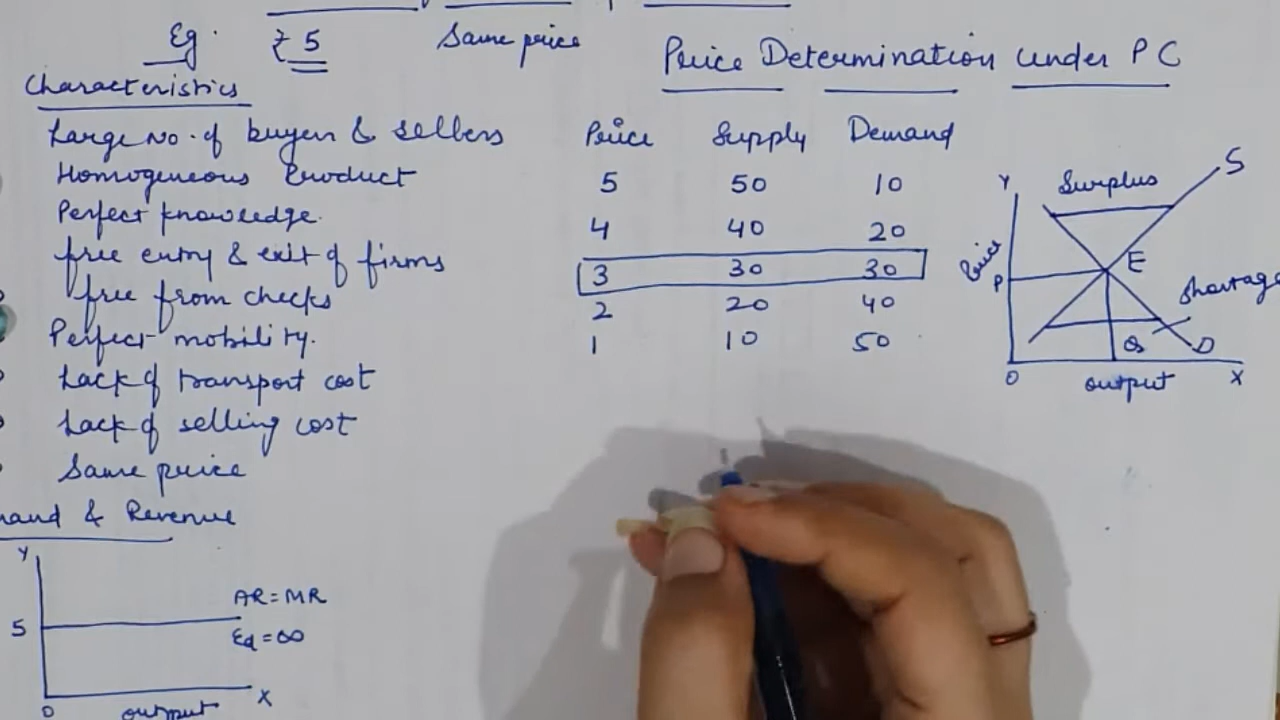 Eg. ₹ 5 Same price
Characteristics
Large No. of buyers & sellers
Homogeneous Product
Perfect knowledge.
free entry & exit of firms
free from checks
Perfect mobility.
Lack of transport cost
Lack of selling cost
Same price
& Revenue
Y
5
AR=MR
Ed=∞
O output X
Price Determination under PC
Price Supply Demand
5 50 10
4 40 20
3 30 30
2 20 40
1 10 50
Y Surplus S
Price
P E
Shortage
Q D
O output X